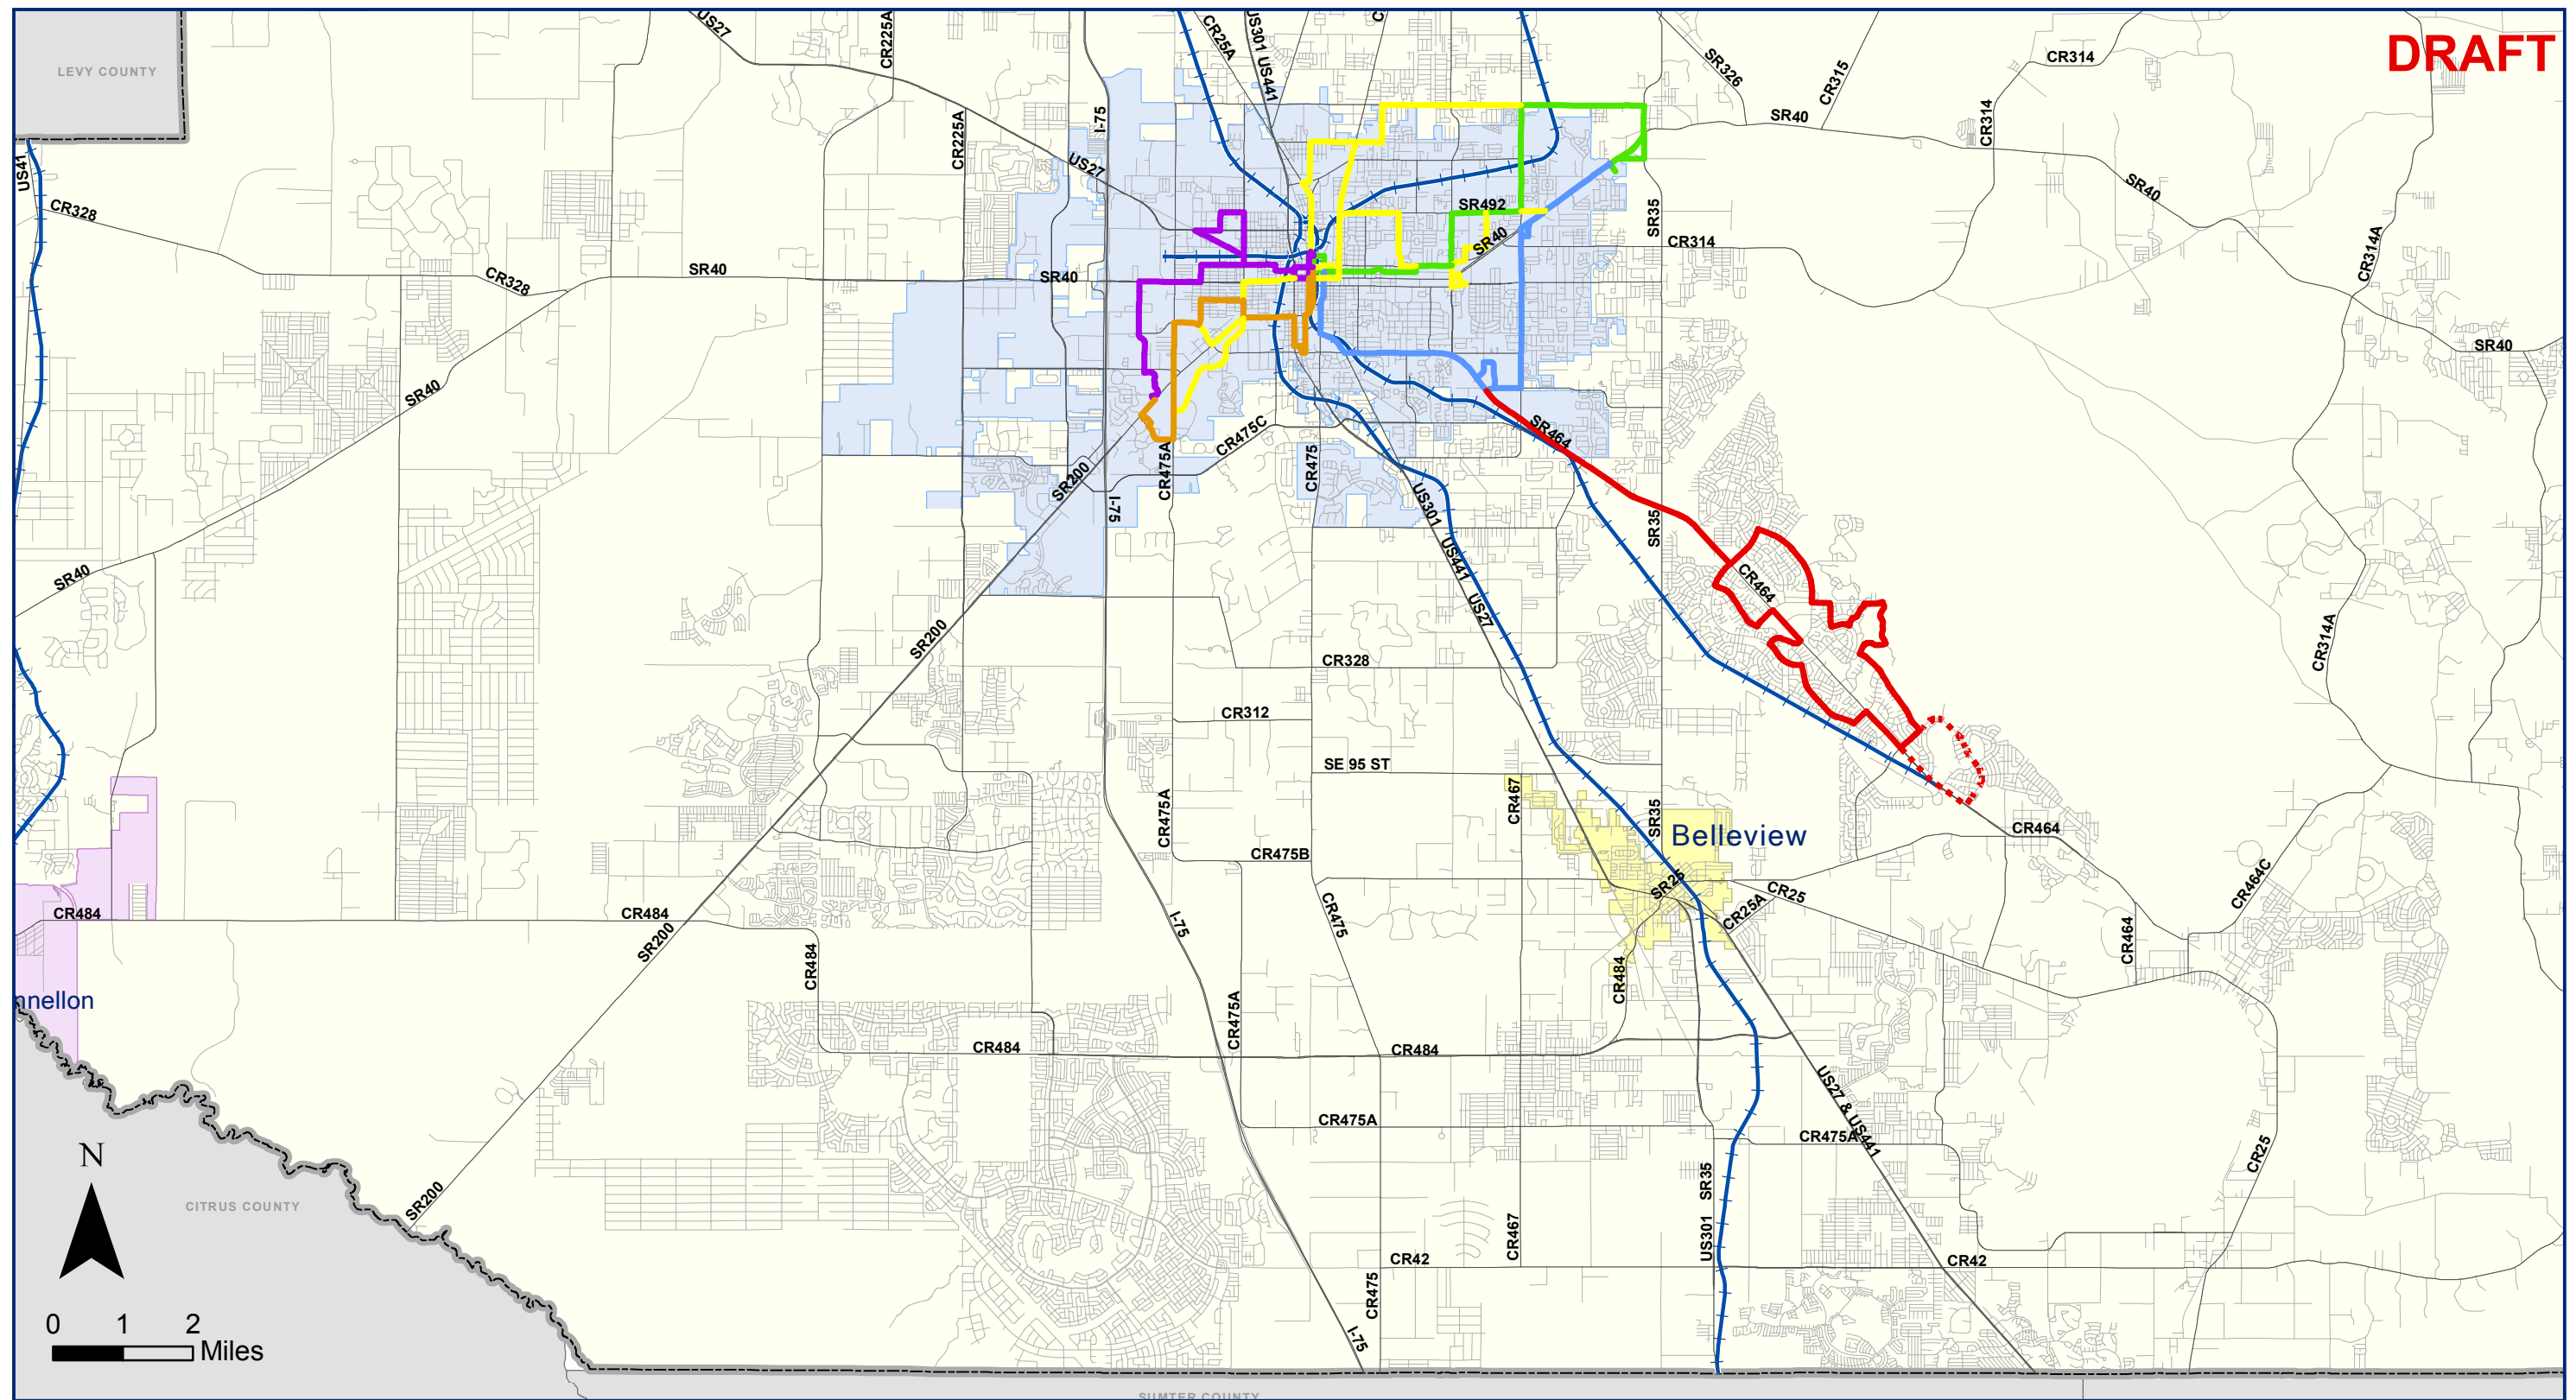 DRAFT
LEVY COUNTY
US27
CR225A
CR25A
US301 US441
C
SR326
CR315
CR314
US41
CR328
CR225A
I-75
US27
SR40
CR314
SR40
SR492
SR40
SR35
CR314
CR314A
CR328
SR40
SR40
SR40
SR40
SR464
CR475C
CR475
CR475A
SR200
I-75
US301
SR35
US441
US27
CR464
SR40
SR200
CR328
CR314A
CR312
SE 95 ST
CR467
CR475A
SR35
Belleview
CR464
CR475B
SR25
CR25
CR25A
CR464C
CR484
CR484
SR200
CR484
I-75
CR475
CR484
CR464
nnellon
CR475A
CR484
CR484
US27 & US441
CR475A
CR475A
CR25
N
CITRUS COUNTY
SR200
SR35
US301
CR467
CR42
CR42
CR475
I-75
0 1 2
Miles
SUMTER COUNTY